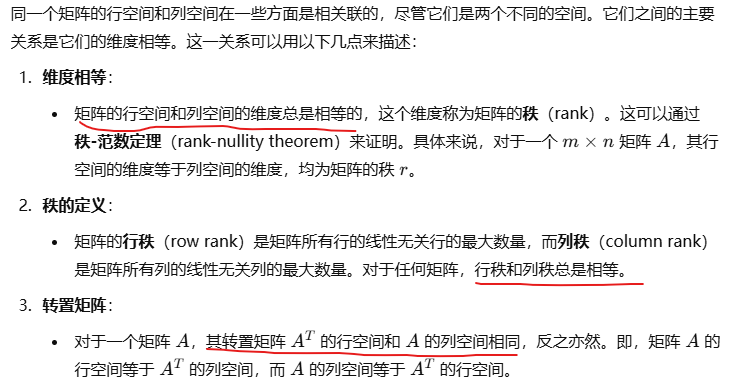 同一个矩阵的行空间和列空间在一些方面是相关联的，尽管它们是两个不同的空间。它们之间的主要
关系是它们的维度相等。这一关系可以用以下几点来描述：
1. 维度相等：
• 矩阵的行空间和列空间的维度总是相等的，这个维度称为矩阵的秩（rank）。这可以通过
秩-范数定理（rank-nullity theorem）来证明。具体来说，对于一个 m × n 矩阵 A，其行
空间的维度等于列空间的维度，均为矩阵的秩 r。
2. 秩的定义：
• 矩阵的行秩（row rank）是矩阵所有行的线性无关行的最大数量，而列秩（column rank）
是矩阵所有列的线性无关列的最大数量。对于任何矩阵，行秩和列秩总是相等。
3. 转置矩阵：
• 对于一个矩阵 A，其转置矩阵 A^T 的行空间和 A 的列空间相同，反之亦然。即，矩阵 A 的
行空间等于 A^T 的列空间，而 A 的列空间等于 A^T 的行空间。